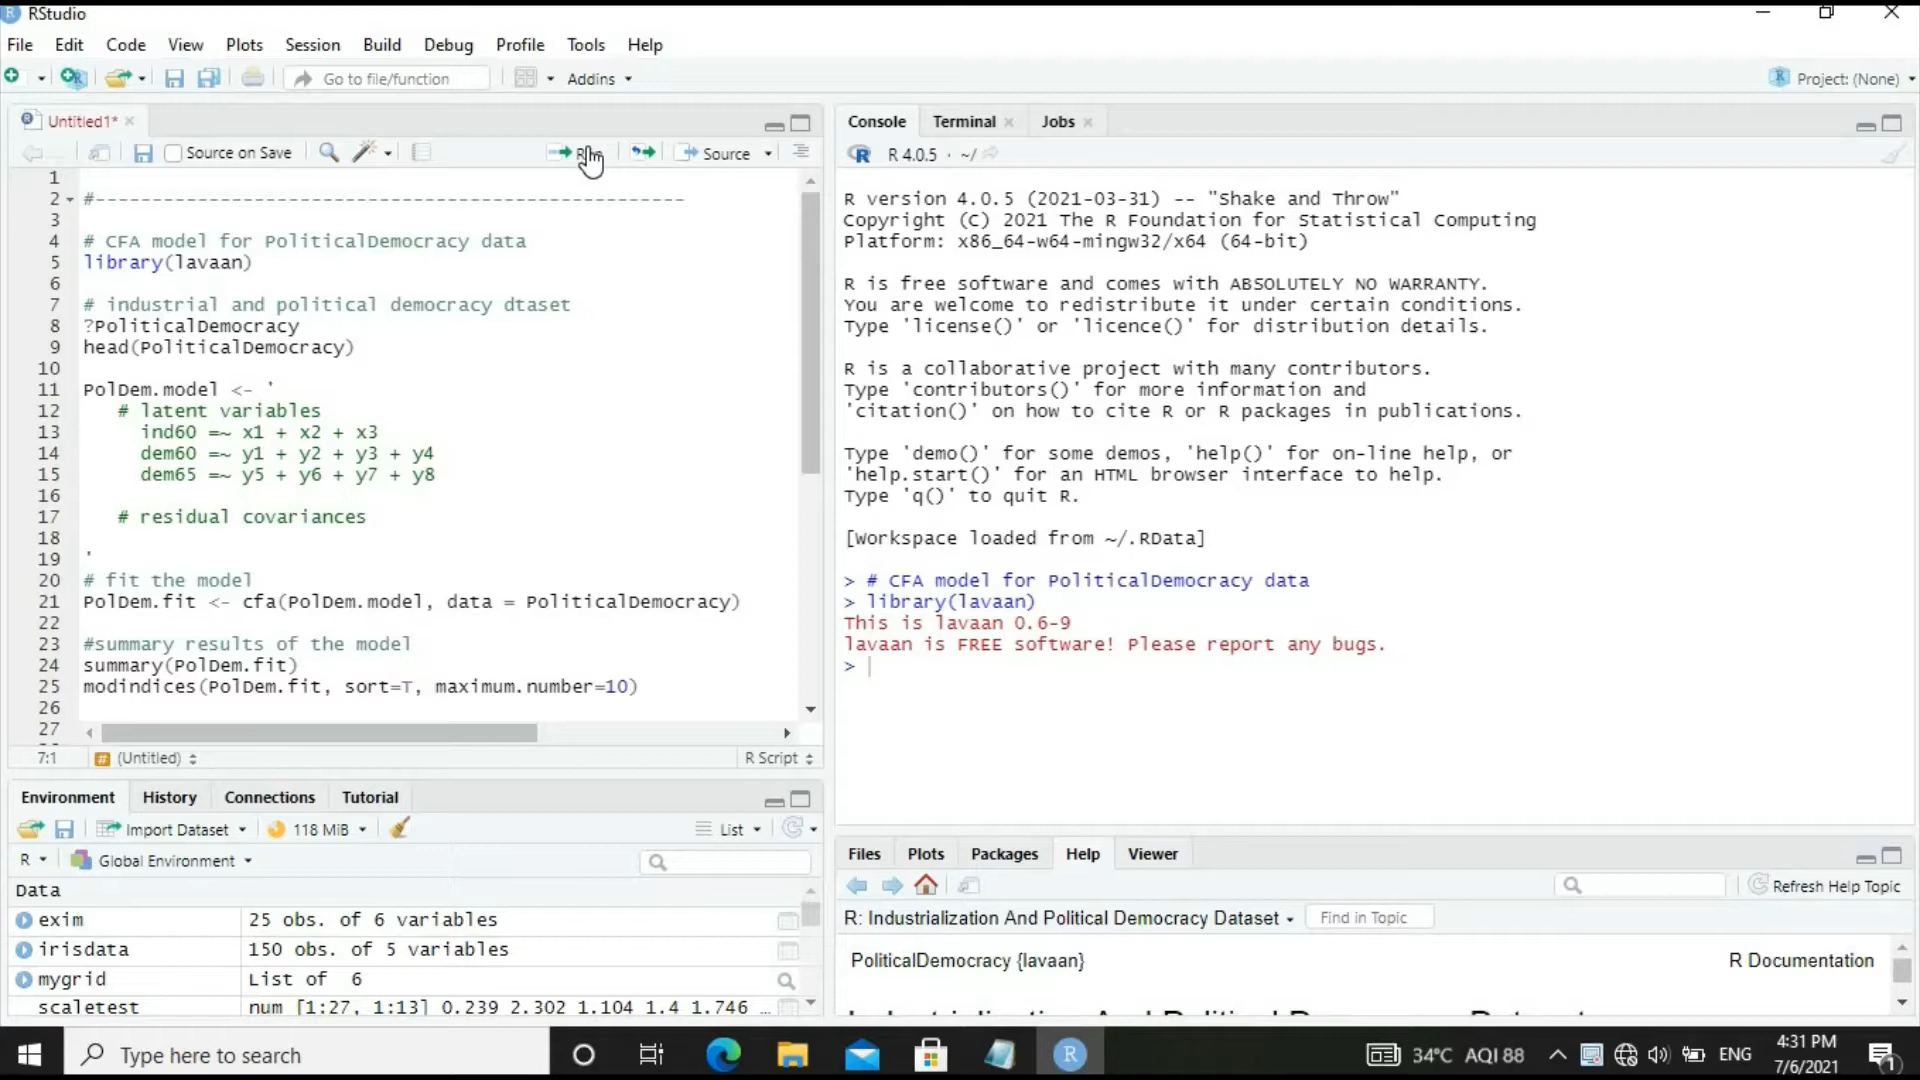 RStudio
File Edit Code View Plots Session Build Debug Profile Tools Help
Go to file/function Addins Project: (None)
Untitled1*
Source on Save Source
1
2 #----------------------------------------------------
3
4 # CFA model for PoliticalDemocracy data
5 library(lavaan)
6
7 # industrial and political democracy dtaset
8 ?PoliticalDemocracy
9 head(PoliticalDemocracy)
10
11 PolDem.model <- '
12 # latent variables
13 ind60 =~ x1 + x2 + x3
14 dem60 =~ y1 + y2 + y3 + y4
15 dem65 =~ y5 + y6 + y7 + y8
16
17 # residual covariances
18
19 '
20 # fit the model
21 PolDem.fit <- cfa(PolDem.model, data = PoliticalDemocracy)
22
23 #summary results of the model
24 summary(PolDem.fit)
25 modindices(PolDem.fit, sort=T, maximum.number=10)
26
27
7:1 (Untitled) R Script
Environment History Connections Tutorial
Import Dataset 118 MiB List
R Global Environment
Data
exim 25 obs. of 6 variables
irisdata 150 obs. of 5 variables
mygrid List of 6
scaletest num [1:27, 1:13] 0.239 2.302 1.104 1.4 1.746 …
Console Terminal Jobs
R 4.0.5 · ~/
R version 4.0.5 (2021-03-31) -- "Shake and Throw"
Copyright (C) 2021 The R Foundation for Statistical Computing
Platform: x86_64-w64-mingw32/x64 (64-bit)
R is free software and comes with ABSOLUTELY NO WARRANTY.
You are welcome to redistribute it under certain conditions.
Type 'license()' or 'licence()' for distribution details.
R is a collaborative project with many contributors.
Type 'contributors()' for more information and
'citation()' on how to cite R or R packages in publications.
Type 'demo()' for some demos, 'help()' for on-line help, or
'help.start()' for an HTML browser interface to help.
Type 'q()' to quit R.
[Workspace loaded from ~/.RData]
> # CFA model for PoliticalDemocracy data
> library(lavaan)
This is lavaan 0.6-9
lavaan is FREE software! Please report any bugs.
>
Files Plots Packages Help Viewer
Refresh Help Topic
R: Industrialization And Political Democracy Dataset Find in Topic
PoliticalDemocracy {lavaan} R Documentation
Type here to search
34°C AQI 88 ENG
4:31 PM
7/6/2021
1